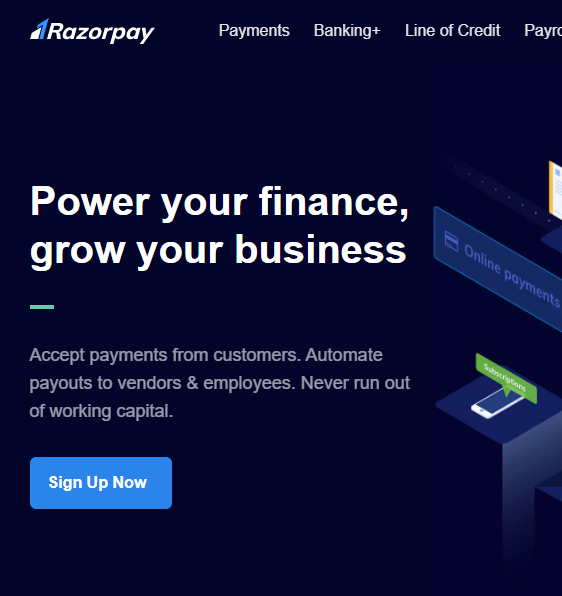 Razorpay
Payments Banking+ Line of Credit Payro
Power your finance,
grow your business
Online payments
Accept payments from customers. Automate
payouts to vendors & employees. Never run out
of working capital.
Subscriptions
Sign Up Now